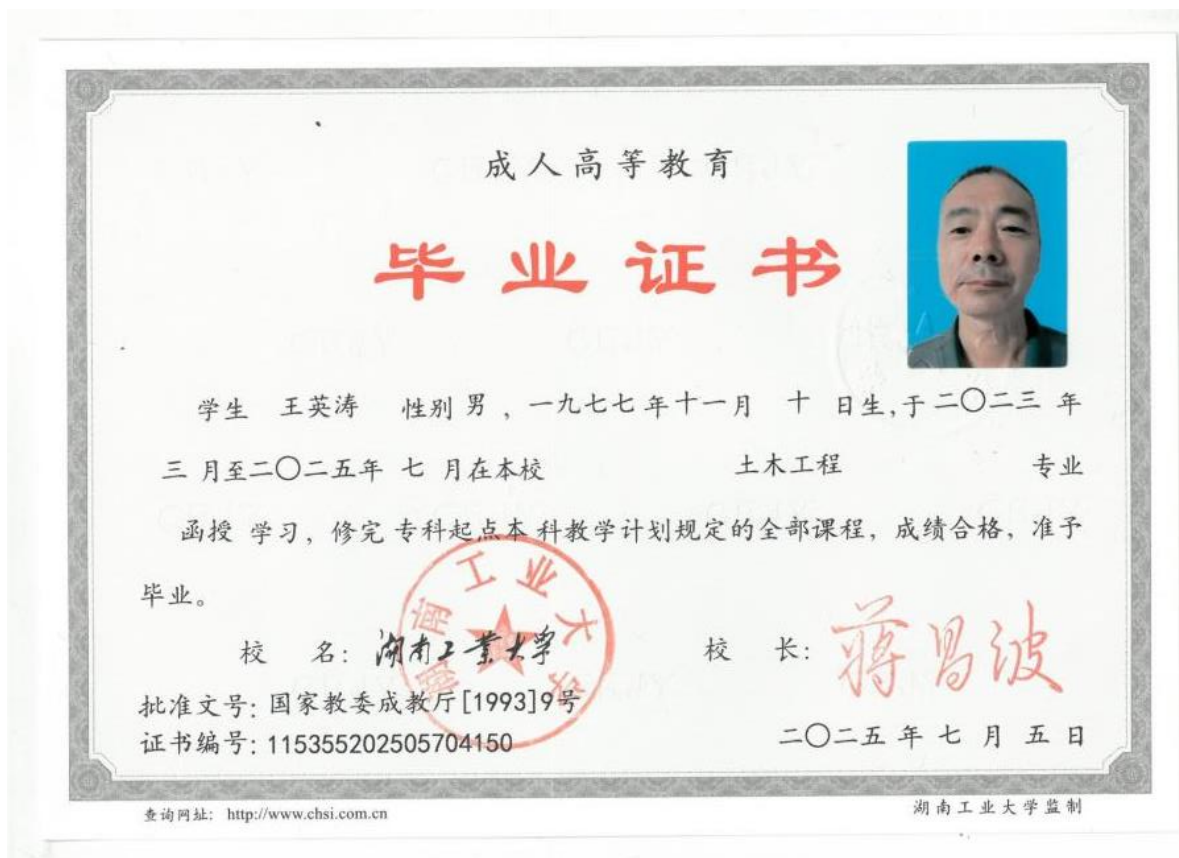 成人高等教育
毕业证书
学生 王英涛 性别 男 ，一九七七 年十一月 十 日生,于 二〇二三 年
三 月至二〇二五年 七 月在本校 土木工程 专业
函授 学习，修完 专科起点本 科教学计划规定的全部课程，成绩合格，准予
毕业。
湖南工业大学
校 名：湖南工业大学 校 长：蒋昌波
批准文号：国家教委成教厅[1993]9号
证书编号：115355202505704150 二〇二五 年 七 月 五 日
查询网址：http://www.chsi.com.cn 湖南工业大学监制